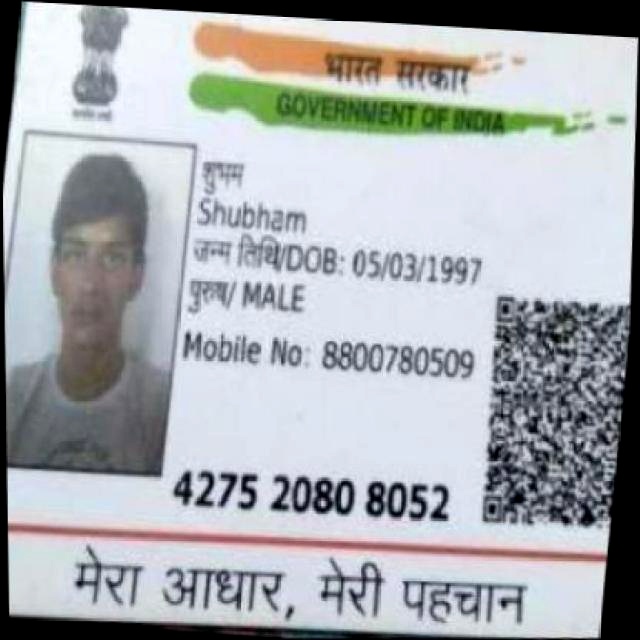 भारत सरकार
GOVERNMENT OF INDIA
शुभम
Shubham
जन्म तिथि/DOB: 05/03/1997
पुरुष/ MALE
Mobile No: 8800780509
4275 2080 8052
मेरा आधार, मेरी पहचान